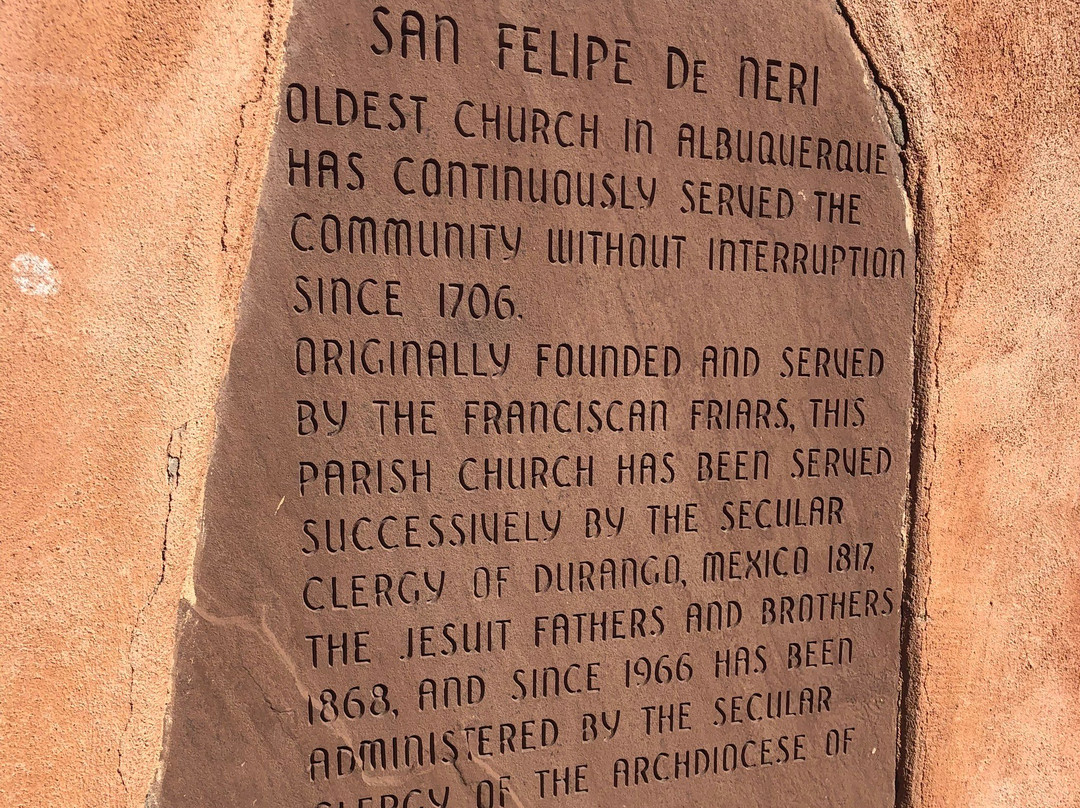 SAN FELIPE DE NERI
OLDEST CHURCH IN ALBUQUERQUE
HAS CONTINUOUSLY SERVED THE
COMMUNITY WITHOUT INTERRUPTION
SINCE 1706.
ORIGINALLY FOUNDED AND SERVED
BY THE FRANCISCAN FRIARS, THIS
PARISH CHURCH HAS BEEN SERVED
SUCCESSIVELY BY THE SECULAR
CLERGY OF DURANGO, MEXICO 1817,
THE JESUIT FATHERS AND BROTHERS
1868, AND SINCE 1966 HAS BEEN
ADMINISTERED BY THE SECULAR
CLERGY OF THE ARCHDIOCESE OF